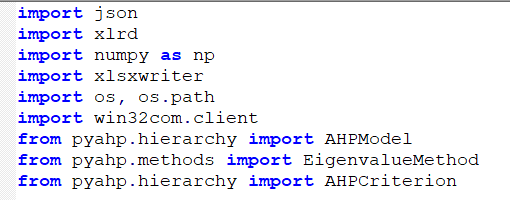 import json
import xlrd
import numpy as np
import xlsxwriter
import os, os.path
import win32com.client
from pyahp.hierarchy import AHPModel
from pyahp.methods import EigenvalueMethod
from pyahp.hierarchy import AHPCriterion